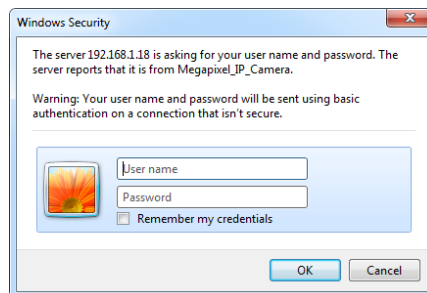 Windows Security
The server 192.168.1.18 is asking for your user name and password. The
server reports that it is from Megapixel_IP_Camera.
Warning: Your user name and password will be sent using basic
authentication on a connection that isn't secure.
User name
Password
Remember my credentials
OK Cancel